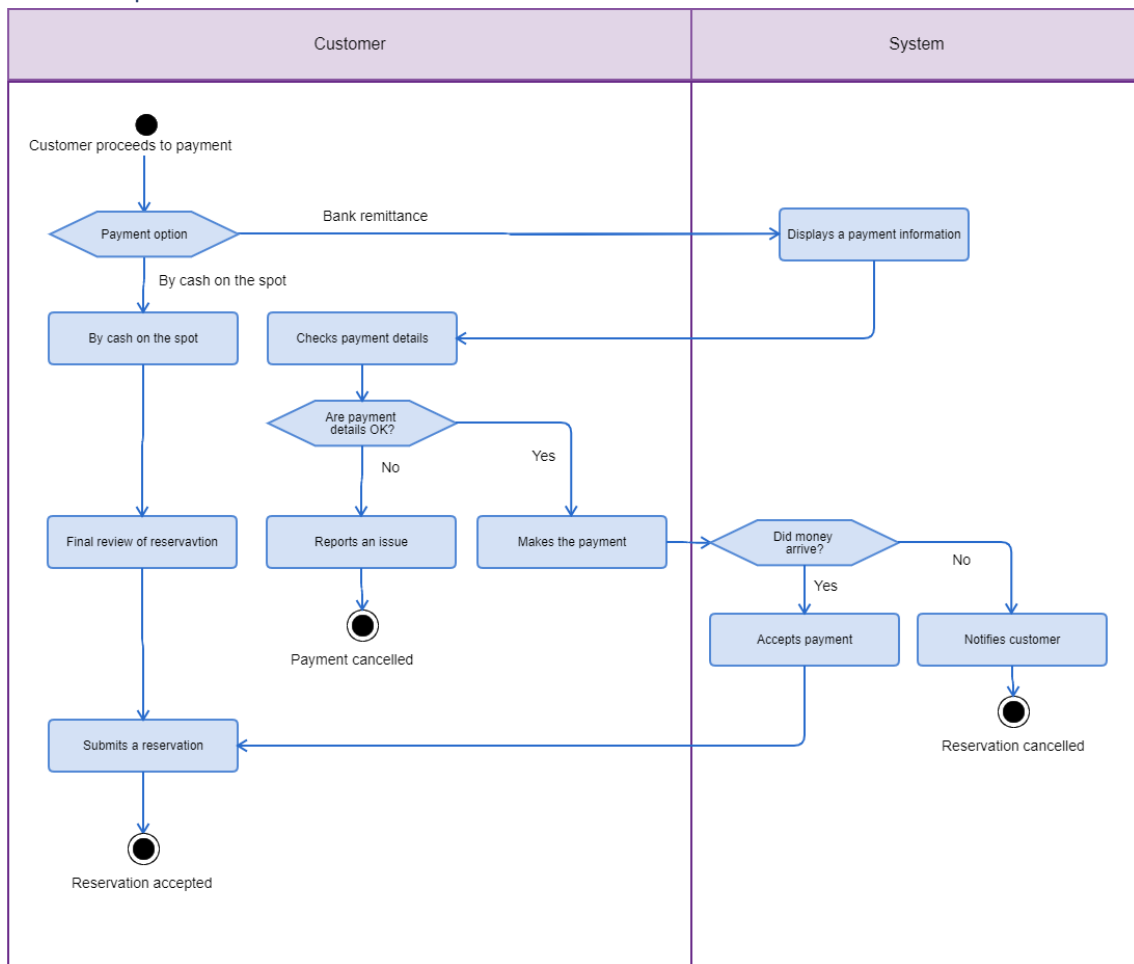 Customer
System
Customer proceeds to payment
Payment option
Bank remittance
Displays a payment information
By cash on the spot
By cash on the spot
Checks payment details
Are payment
details OK?
No
Yes
Final review of reservavtion
Reports an issue
Makes the payment
Did money
arrive?
No
Yes
Payment cancelled
Accepts payment
Notifies customer
Submits a reservation
Reservation cancelled
Reservation accepted